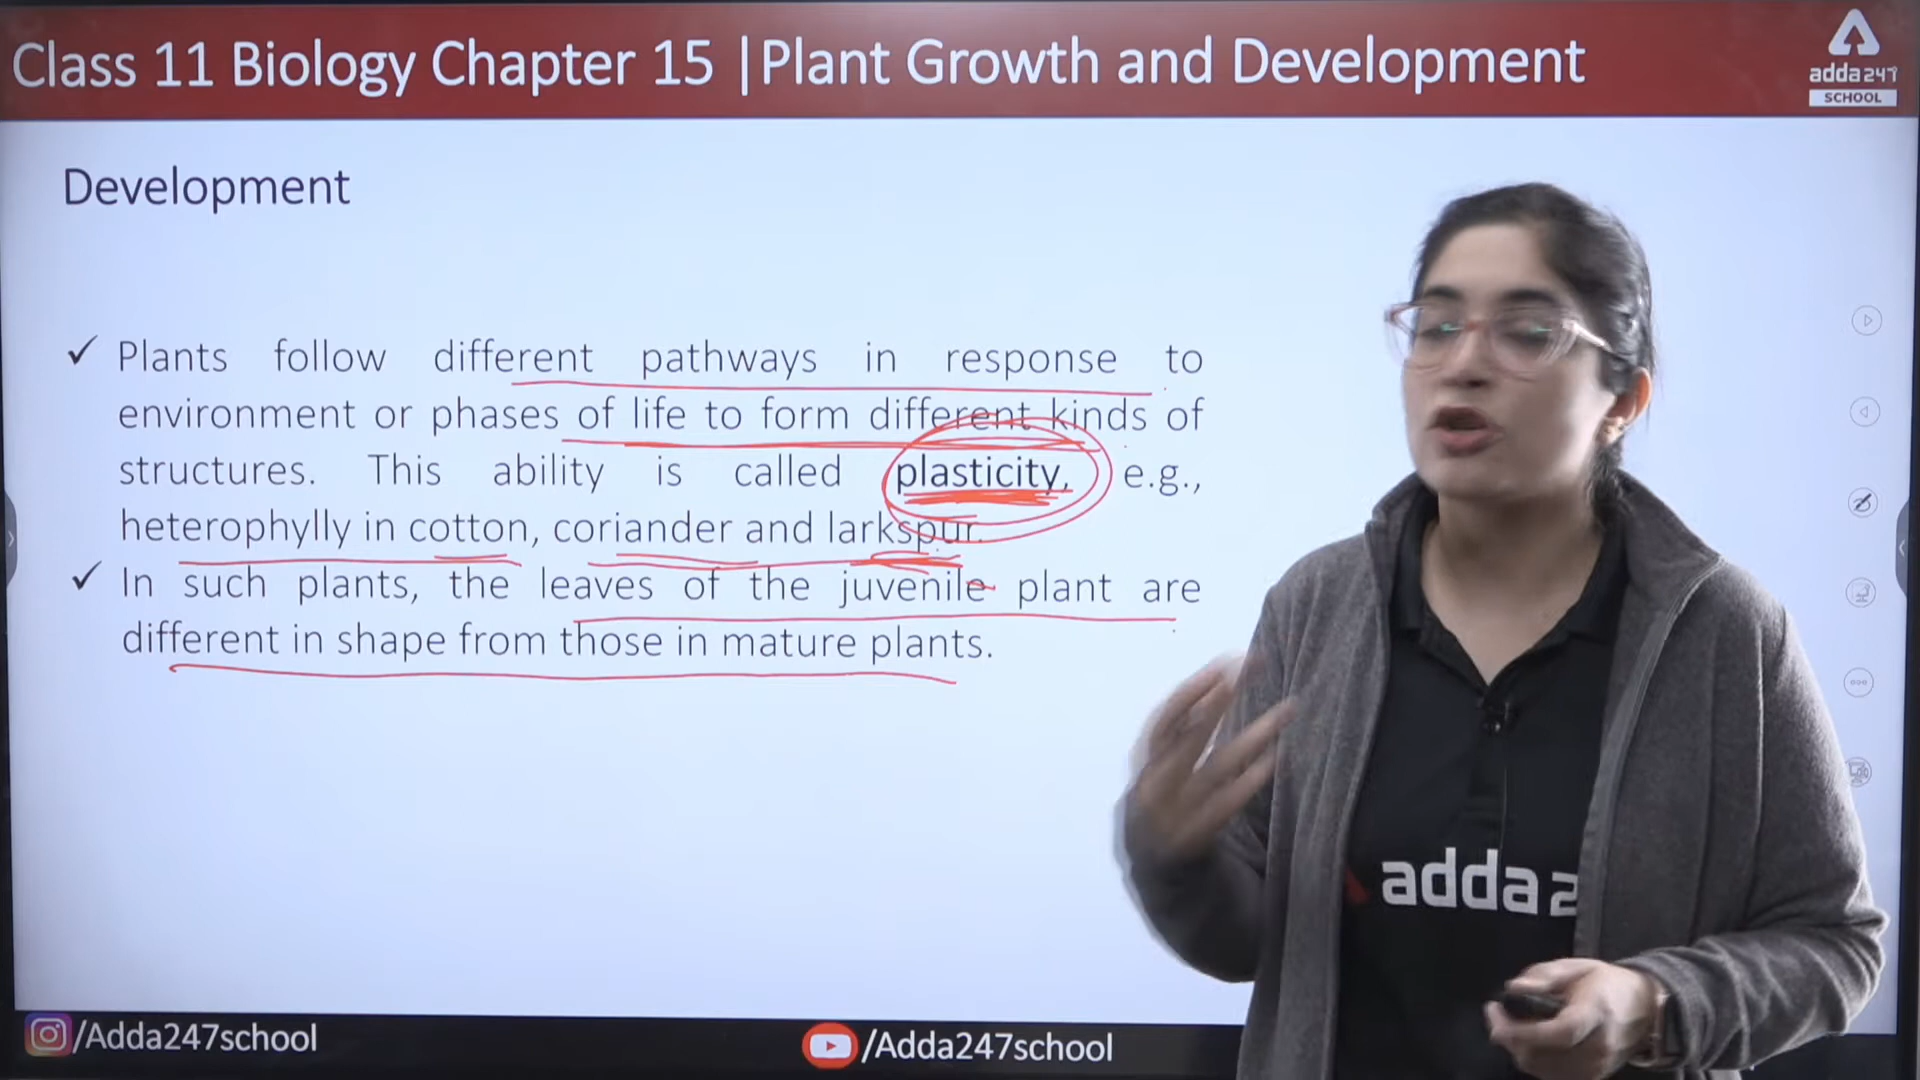 Class 11 Biology Chapter 15 | Plant Growth and Development
adda247
SCHOOL
Development
✓ Plants follow different pathways in response to
environment or phases of life to form different kinds of
structures. This ability is called plasticity, e.g.,
heterophylly in cotton, coriander and larkspur.
✓ In such plants, the leaves of the juvenile plant are
different in shape from those in mature plants.
adda2
/Adda247school
/Adda247school